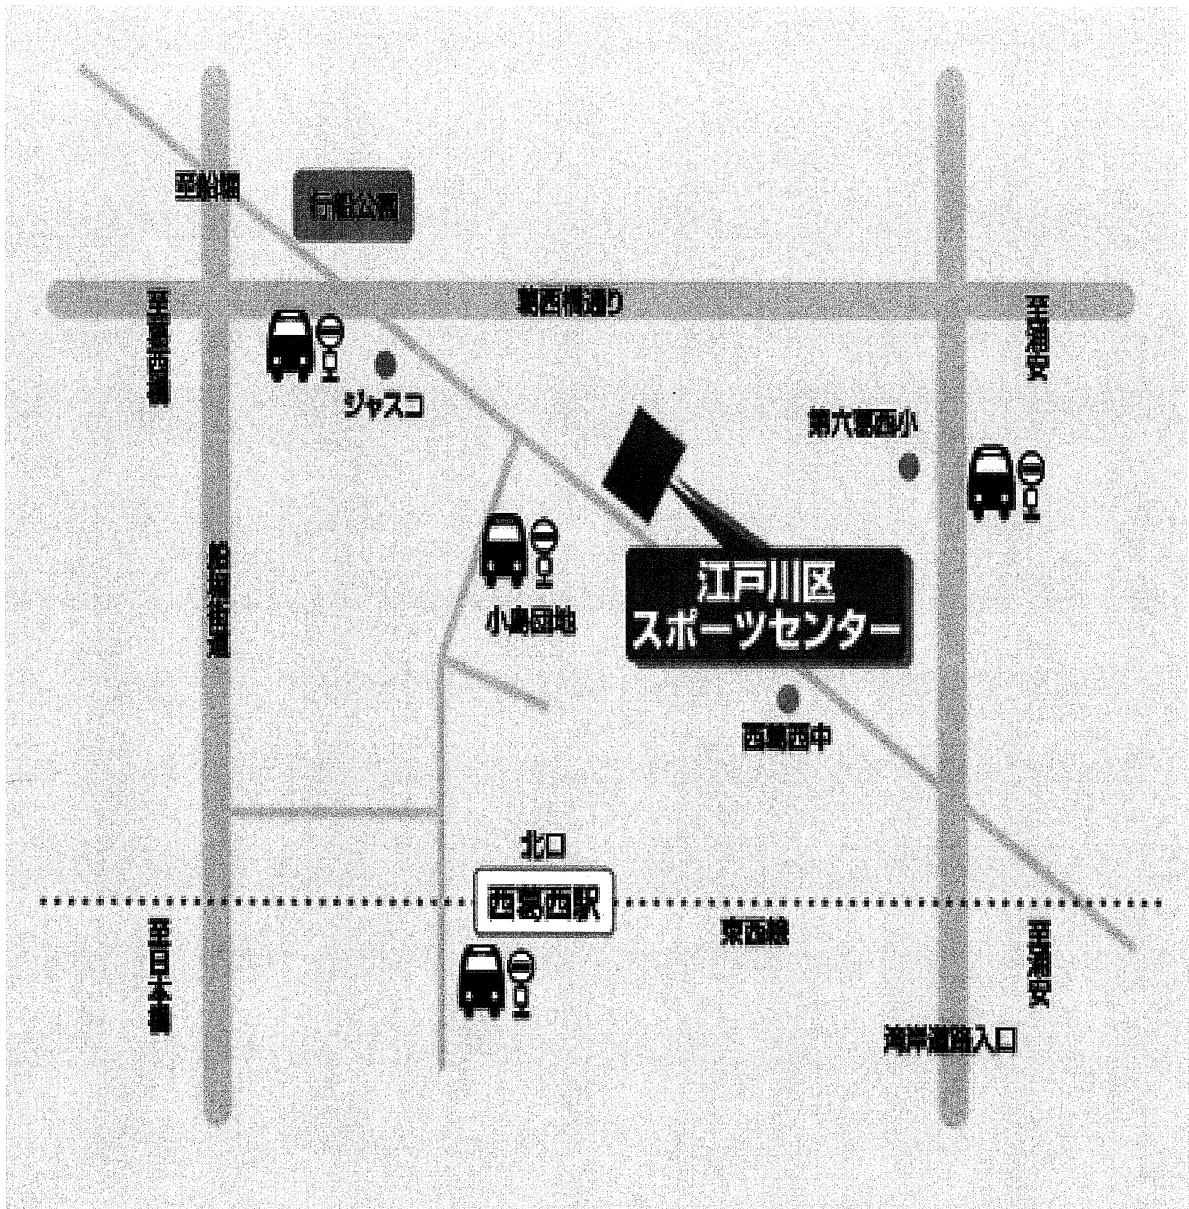 至船堀
行船公園
葛西橋通り
至葛西橋
至浦安
ジャスコ
第六葛西小
船堀街道
江戸川区
スポーツセンター
小島団地
西葛西中
北口
西葛西駅
東西線
至日本橋
至浦安
湾岸道路入口